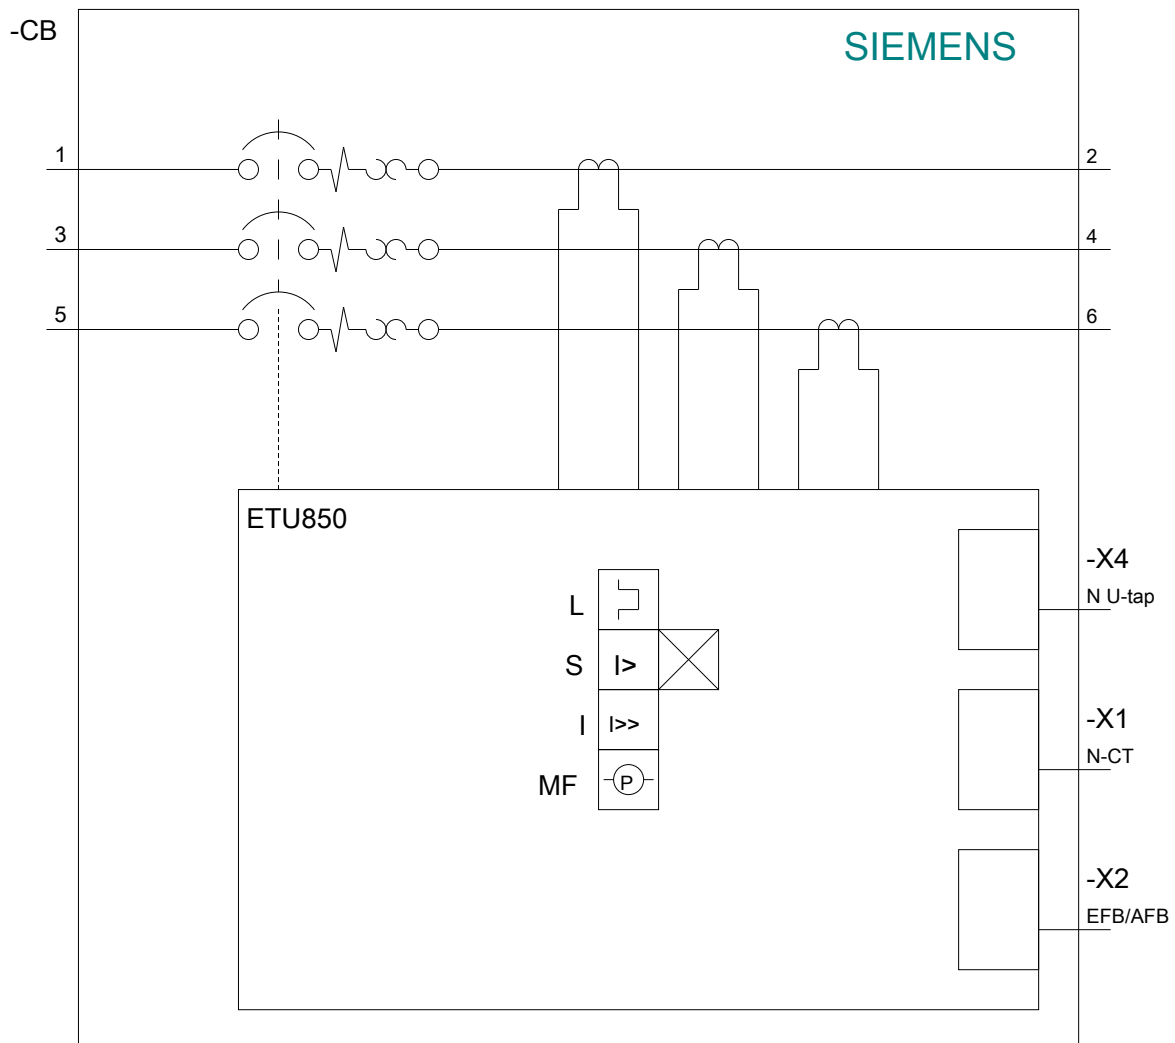 -CB
SIEMENS
1
2
3
4
5
6
ETU850
-X4
N U-tap
L
S
I>
I
I>>
-X1
N-CT
MF
P
-X2
EFB/AFB